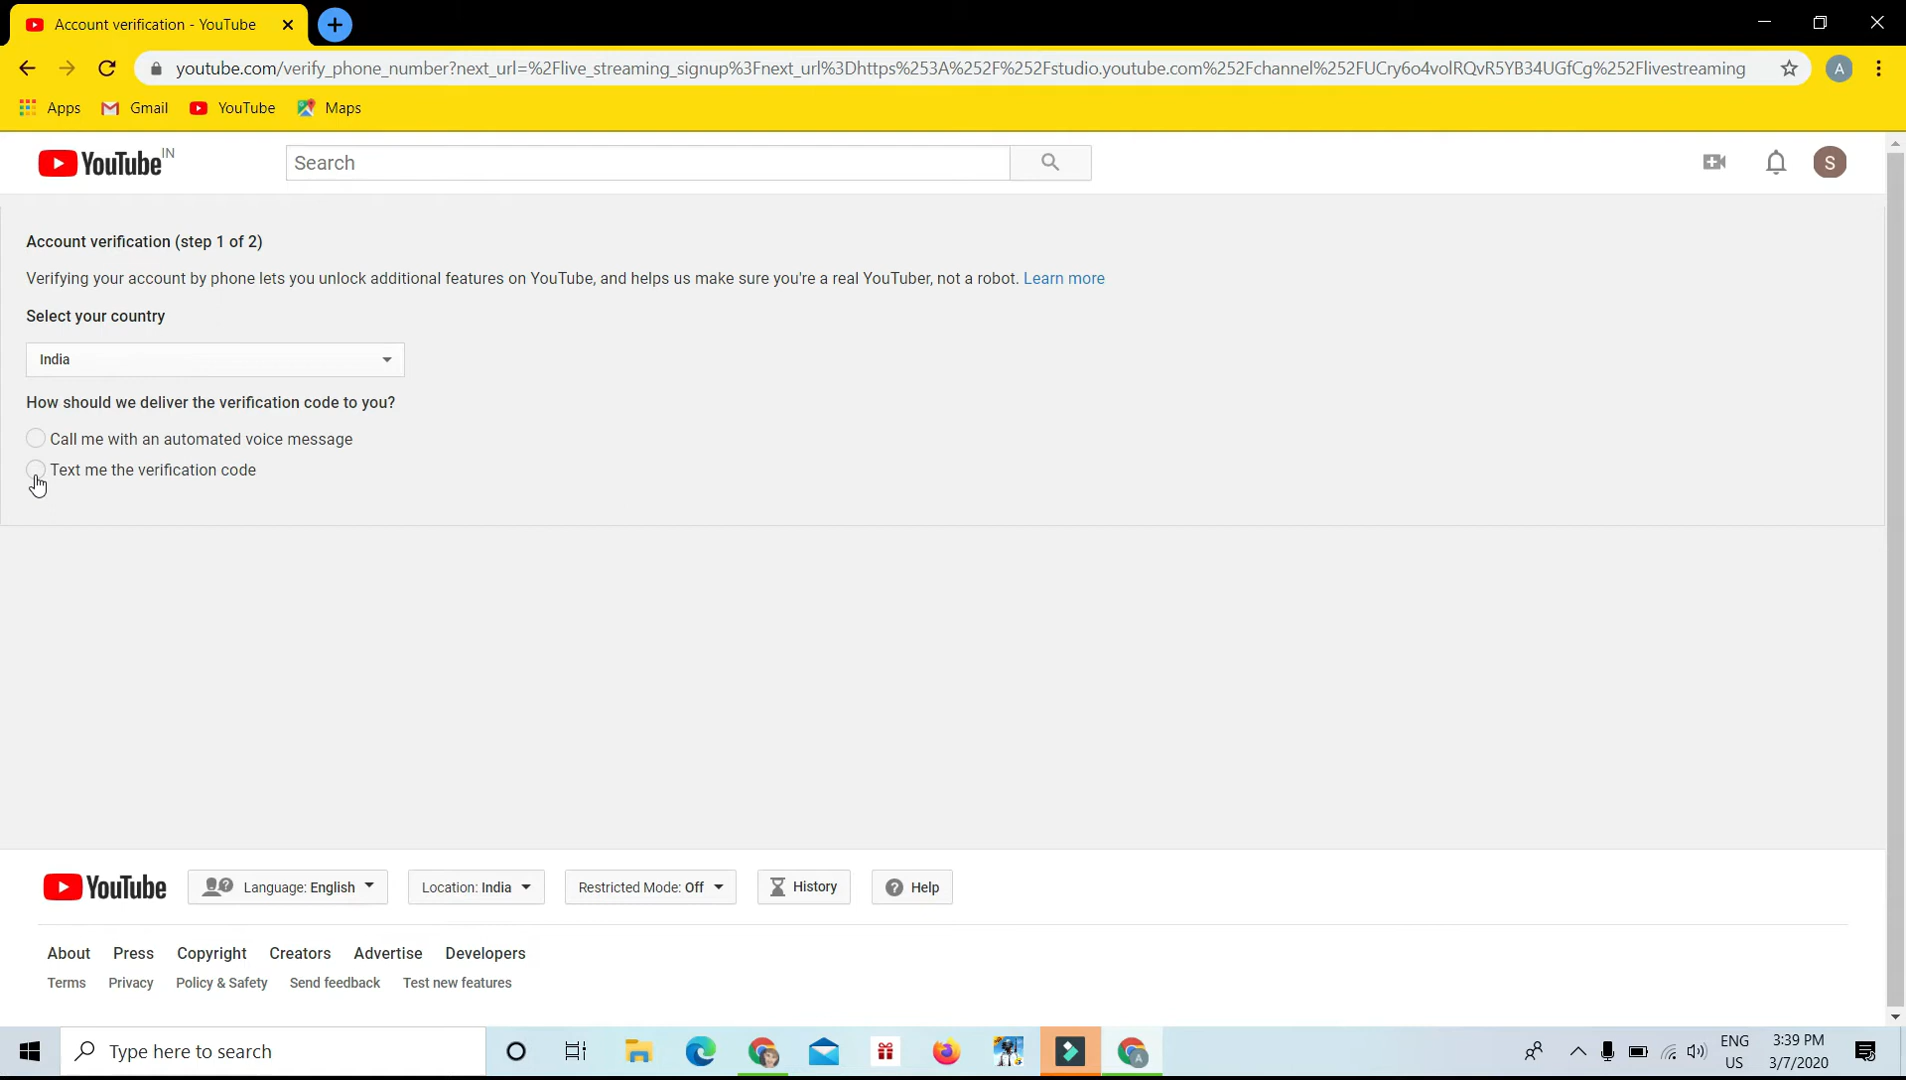 Account verification - YouTube
youtube.com/verify_phone_number?next_url=%2Flive_streaming_signup%3Fnext_url%3Dhttps%253A%252F%252Fstudio.youtube.com%252Fchannel%252FUCry6o4volRQvR5YB34UGfCg%252Flivestreaming
A
Apps Gmail YouTube Maps
YouTube IN
Search
S
Account verification (step 1 of 2)
Verifying your account by phone lets you unlock additional features on YouTube, and helps us make sure you're a real YouTuber, not a robot. Learn more
Select your country
India
How should we deliver the verification code to you?
Call me with an automated voice message
Text me the verification code
YouTube Language: English Location: India Restricted Mode: Off History Help
About Press Copyright Creators Advertise Developers
Terms Privacy Policy & Safety Send feedback Test new features
Type here to search
ENG 3:39 PM
US 3/7/2020